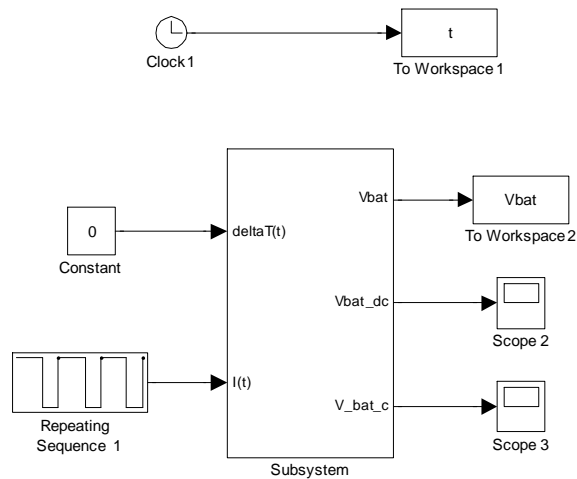 t
Clock1
To Workspace1
Vbat
Vbat
0
deltaT(t)
To Workspace2
Constant
Vbat_dc
Scope 2
I(t)
V_bat_c
Repeating
Sequence 1
Scope 3
Subsystem